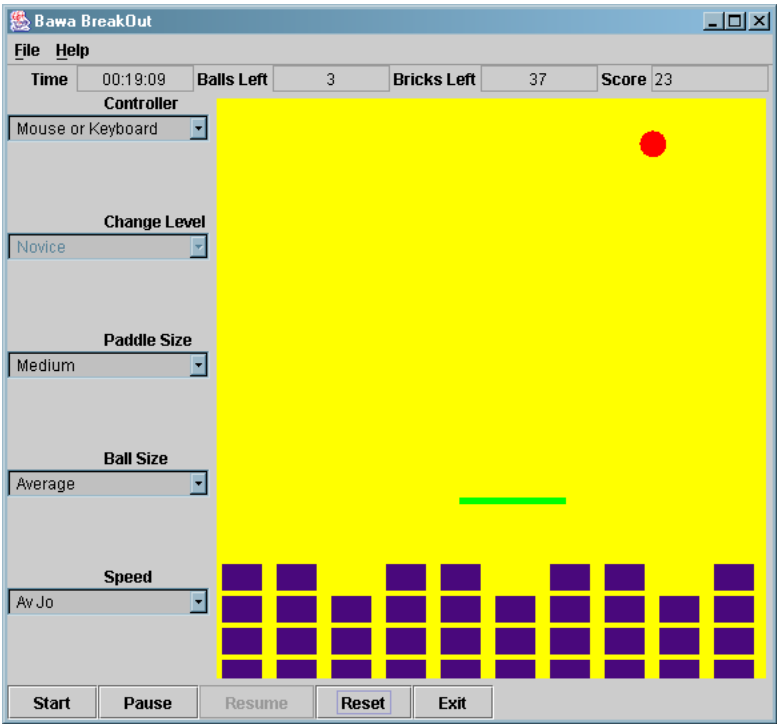 Bawa BreakOut
File Help
Time 00:19:09 Balls Left 3 Bricks Left 37 Score 23
Controller
Mouse or Keyboard
Change Level
Novice
Paddle Size
Medium
Ball Size
Average
Speed
Av Jo
Start Pause Resume Reset Exit